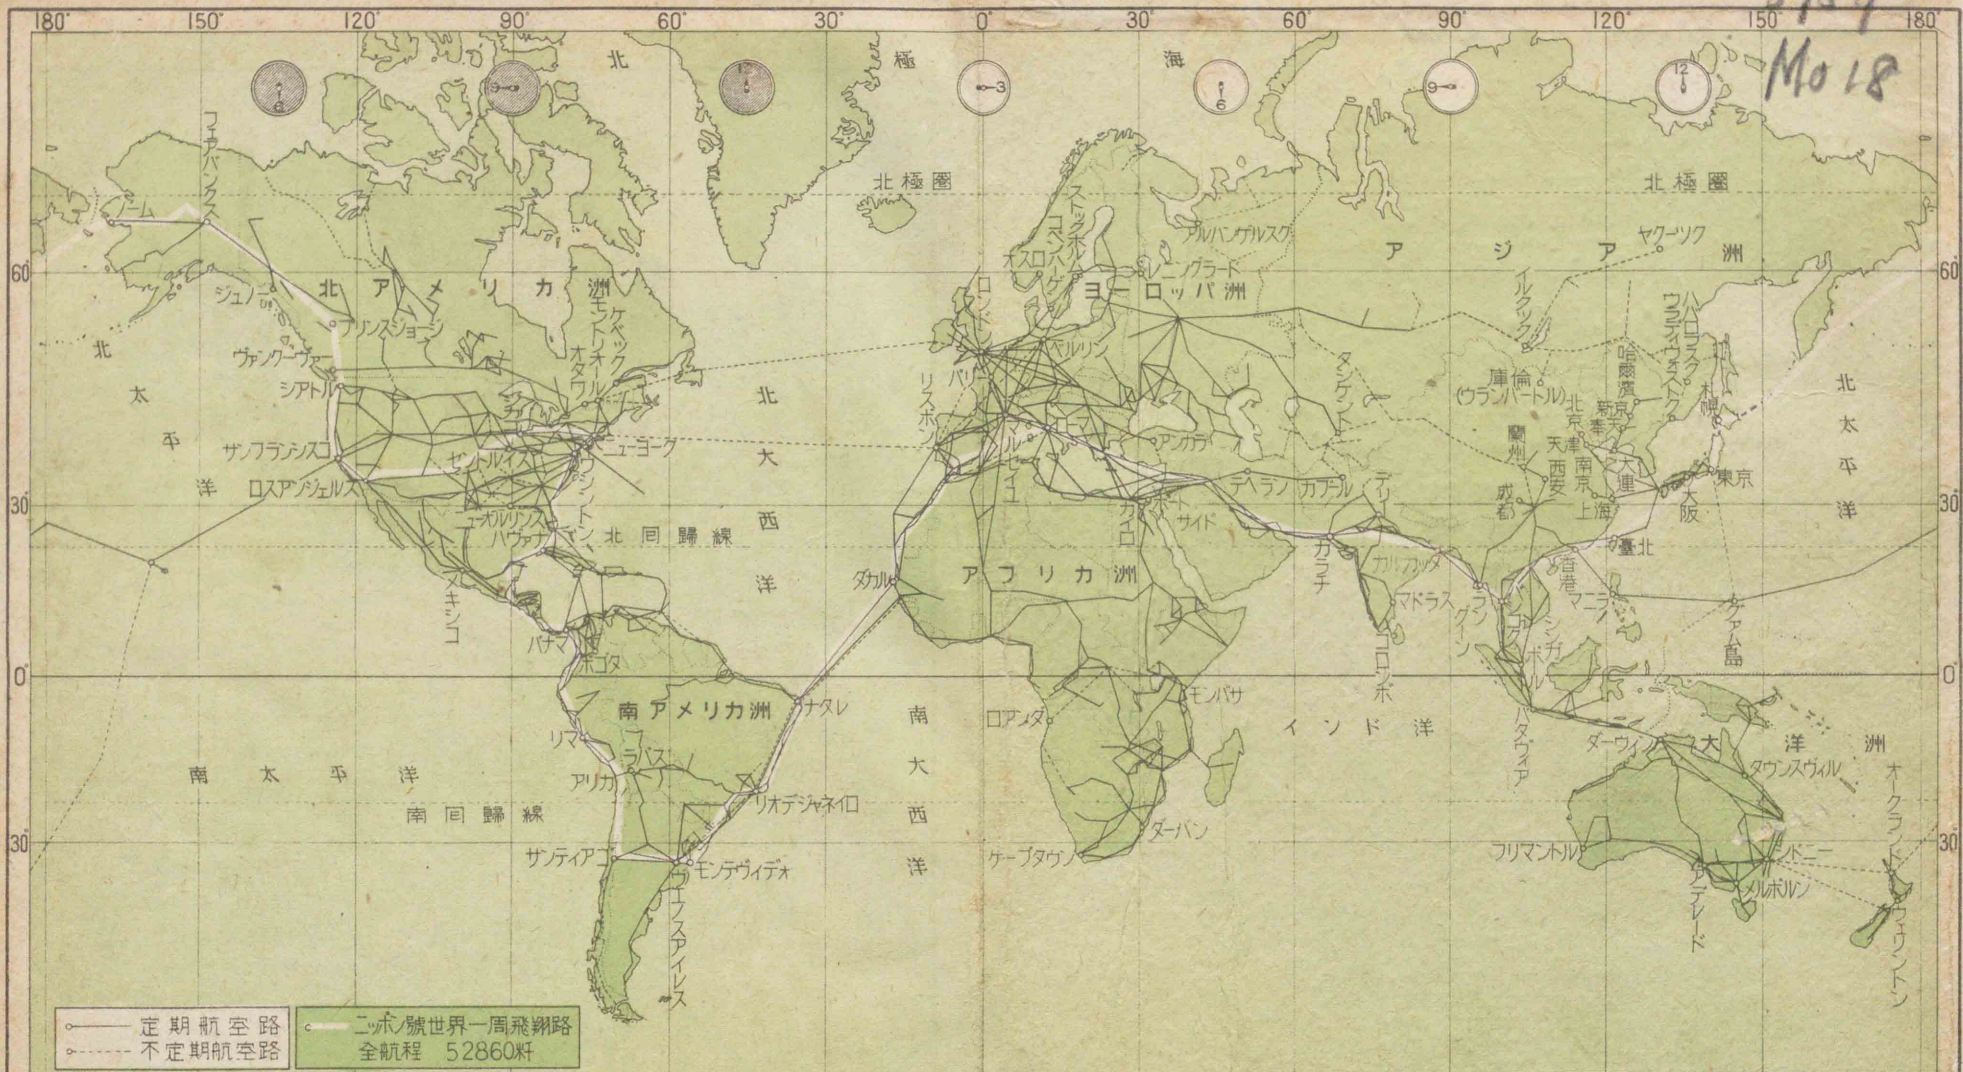 180° 150° 120° 90° 60° 30° 0° 30° 60° 90° 120° 150° 180°
Mo 18
6 9 12 3 6 9 12
北極海
北極圏
北極圏
フェアバンクス
ノーム
ジュノー
プリンスジョージ
ヴァンクーヴァー
シアトル
サンフランシスコ
ロスアンジェルス
北アメリカ洲
オタワ
モントリオール
ケベック
シカゴ
セントルイス
ニューヨーク
ワシントン
ニューオルリンス
ハヴァナ
メキシコ
パナマ
ボゴタ
北太平洋
北大西洋
北回歸線
60° 60°
30° 30°
0° 0°
30° 30°
南アメリカ洲
ナタレ
リマ
ラパス
アリカ
リオデジャネイロ
サンティアゴ
モンテヴィデオ
ヴエノスアイレス
南太平洋
南回歸線
南大西洋
ヨーロッパ洲
オスロ
コペンハーゲン
ストックホルム
レニングラード
アルハンゲルスク
ロンドン
ベルリン
パリ
リスボン
マルセイユ
ローマ
アンカラ
カイロ
ポートサイド
アフリカ洲
ダカル
ロアンダ
モンバサ
ダーバン
ケープタウン
アジア洲
ヤクーツク
イルクツク
タシケント
テヘラン
カブール
デリー
カラチ
カルカッタ
マドラス
コロンボ
ラングーン
バンコク
シンガポール
バタヴィア
庫倫
(ウランバートル)
哈爾濱
ハバロフスク
ウラディヴォストク
新京
奉天
北京
天津
大連
蘭州
西安
南京
成都
上海
札幌
東京
大阪
臺北
香港
マニラ
グァム島
北太平洋
インド洋
大洋洲
ダーウィン
タウンスヴィル
フリマントル
アデレード
メルボルン
シドニー
オークランド
ウェリントン
定期航空路
不定期航空路
ニッポン號世界一周飛翔路
全航程 52860粁